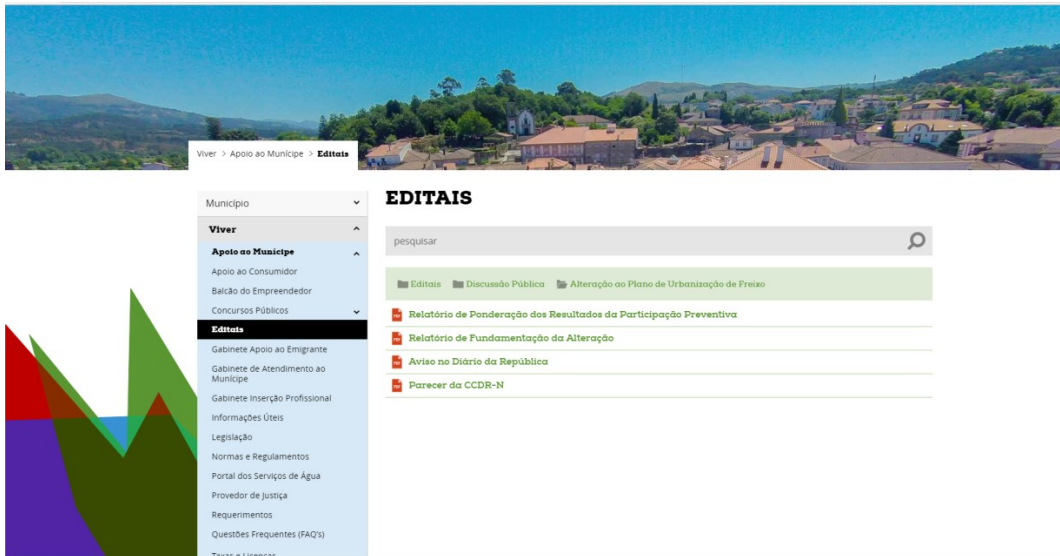 Viver > Apoio ao Munícipe > Editais
Município
Viver
Apoio ao Munícipe
Apoio ao Consumidor
Balcão do Empreendedor
Concursos Públicos
Editais
Gabinete Apoio ao Emigrante
Gabinete de Atendimento ao
Munícipe
Gabinete Inserção Profissional
Informações Úteis
Legislação
Normas e Regulamentos
Portal dos Serviços de Água
Provedor de Justiça
Requerimentos
Questões Frequentes (FAQ's)
Taxas e Licenças
EDITAIS
pesquisar
Editais Discussão Pública Alteração ao Plano de Urbanização de Freixo
Relatório de Ponderação dos Resultados da Participação Preventiva
Relatório de Fundamentação da Alteração
Aviso no Diário da República
Parecer da CCDR-N